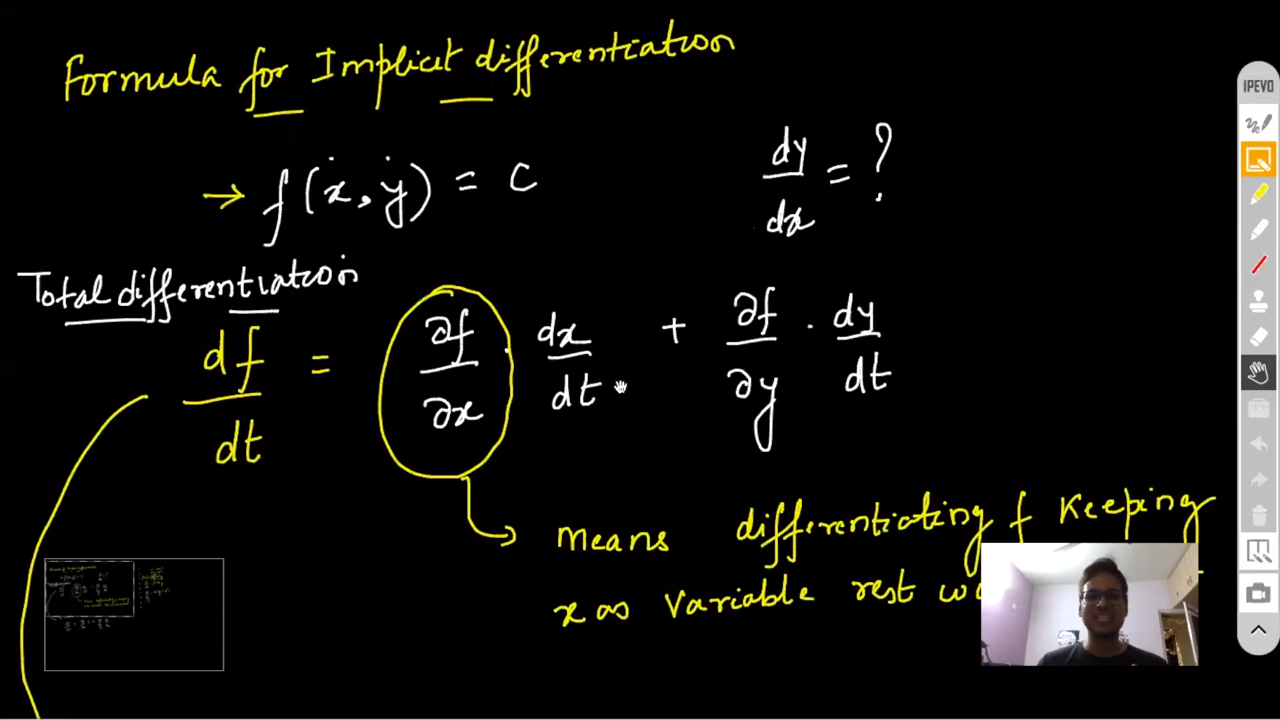 Formula for Implicit differentiation
→ f(x, y) = c
dy/dx = ?
Total differentiation
df/dt = ∂f/∂x · dx/dt + ∂f/∂y · dy/dt
means differentiating f keeping
x as variable rest
IPEVO